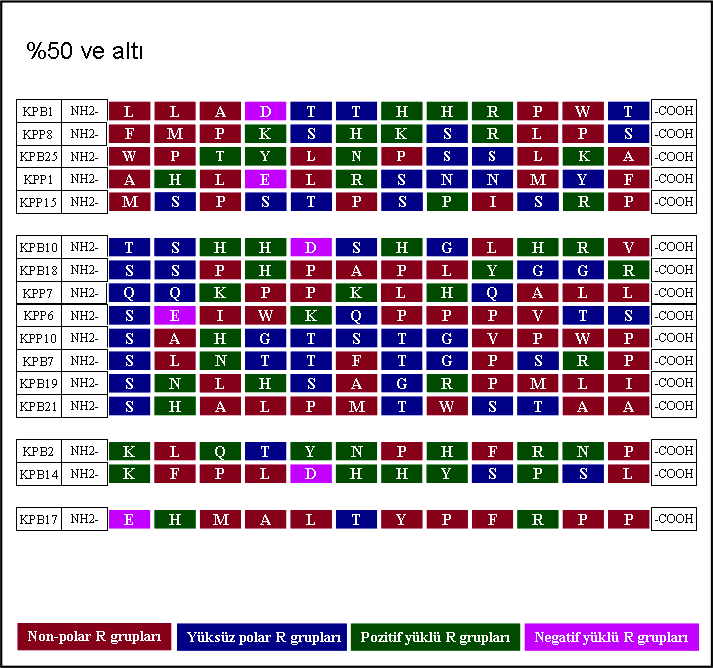 %50 ve altı
KPB1 NH2- L L A D T T H H R P W T -COOH
KPP8 NH2- F M P K S H K S R L P S -COOH
KPB25 NH2- W P T Y L N P S S L K A -COOH
KPP1 NH2- A H L E L R S N N M Y F -COOH
KPP15 NH2- M S P S T P S P I S R P -COOH
KPB10 NH2- T S H H D S H G L H R V -COOH
KPB18 NH2- S S P H P A P L Y G G R -COOH
KPP7 NH2- Q Q K P P K L H Q A L L -COOH
KPP6 NH2- S E I W K Q P P P V T S -COOH
KPP10 NH2- S A H G T S T G V P W P -COOH
KPB7 NH2- S L N T T F T G P S R P -COOH
KPB19 NH2- S N L H S A G R P M L I -COOH
KPB21 NH2- S H A L P M T W S T A A -COOH
KPB2 NH2- K L Q T Y N P H F R N P -COOH
KPB14 NH2- K F P L D H H Y S P S L -COOH
KPB17 NH2- E H M A L T Y P F R P P -COOH
Non-polar R grupları Yüksüz polar R grupları Pozitif yüklü R grupları Negatif yüklü R grupları